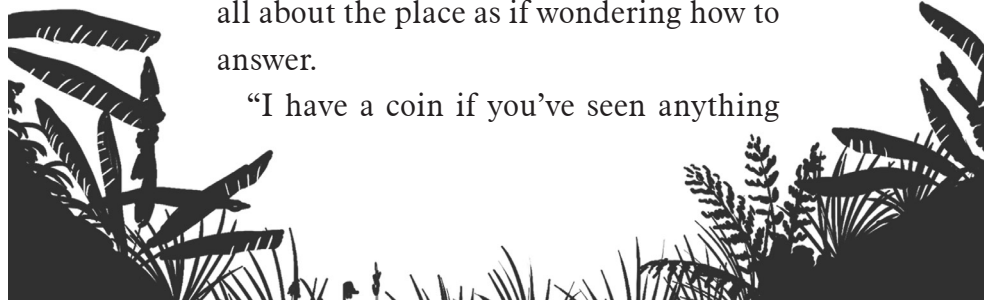 all about the place as if wondering how to
answer.
“I have a coin if you’ve seen anything